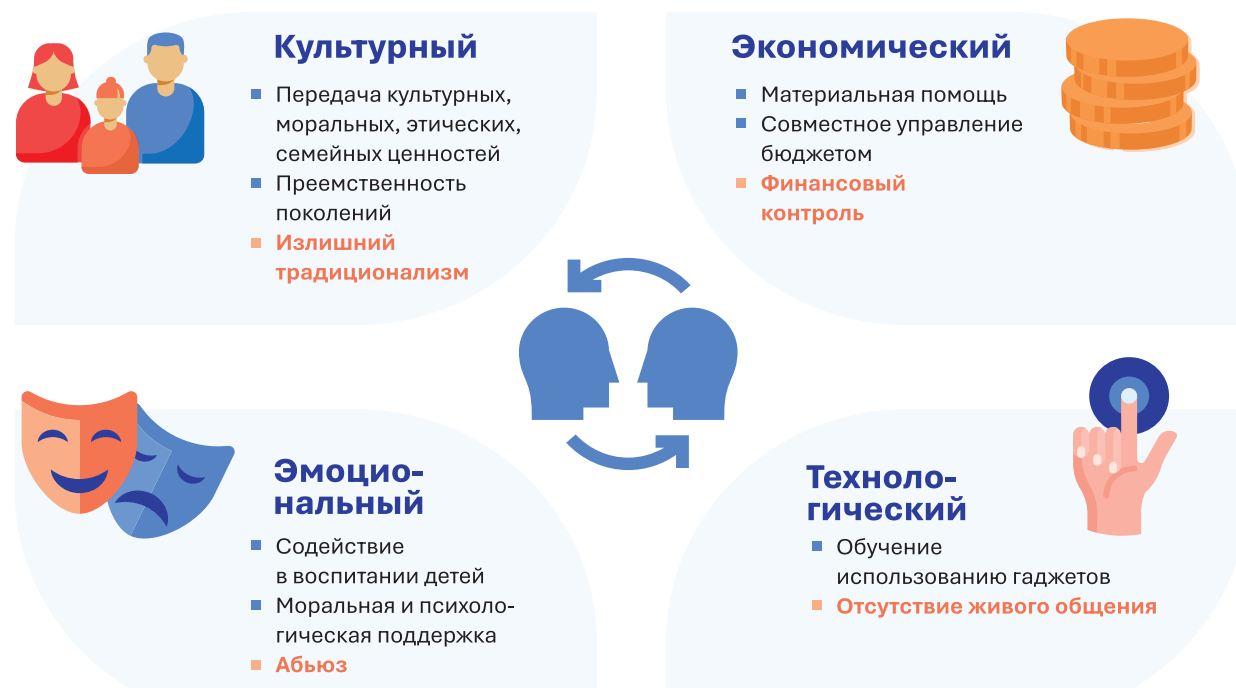 Культурный
Передача культурных,
моральных, этических,
семейных ценностей
Преемственность
поколений
Излишний
традиционализм
Экономический
Материальная помощь
Совместное управление
бюджетом
Финансовый
контроль
Эмоцио-
нальный
Содействие
в воспитании детей
Моральная и психоло-
гическая поддержка
Абьюз
Техноло-
гический
Обучение
использованию гаджетов
Отсутствие живого общения